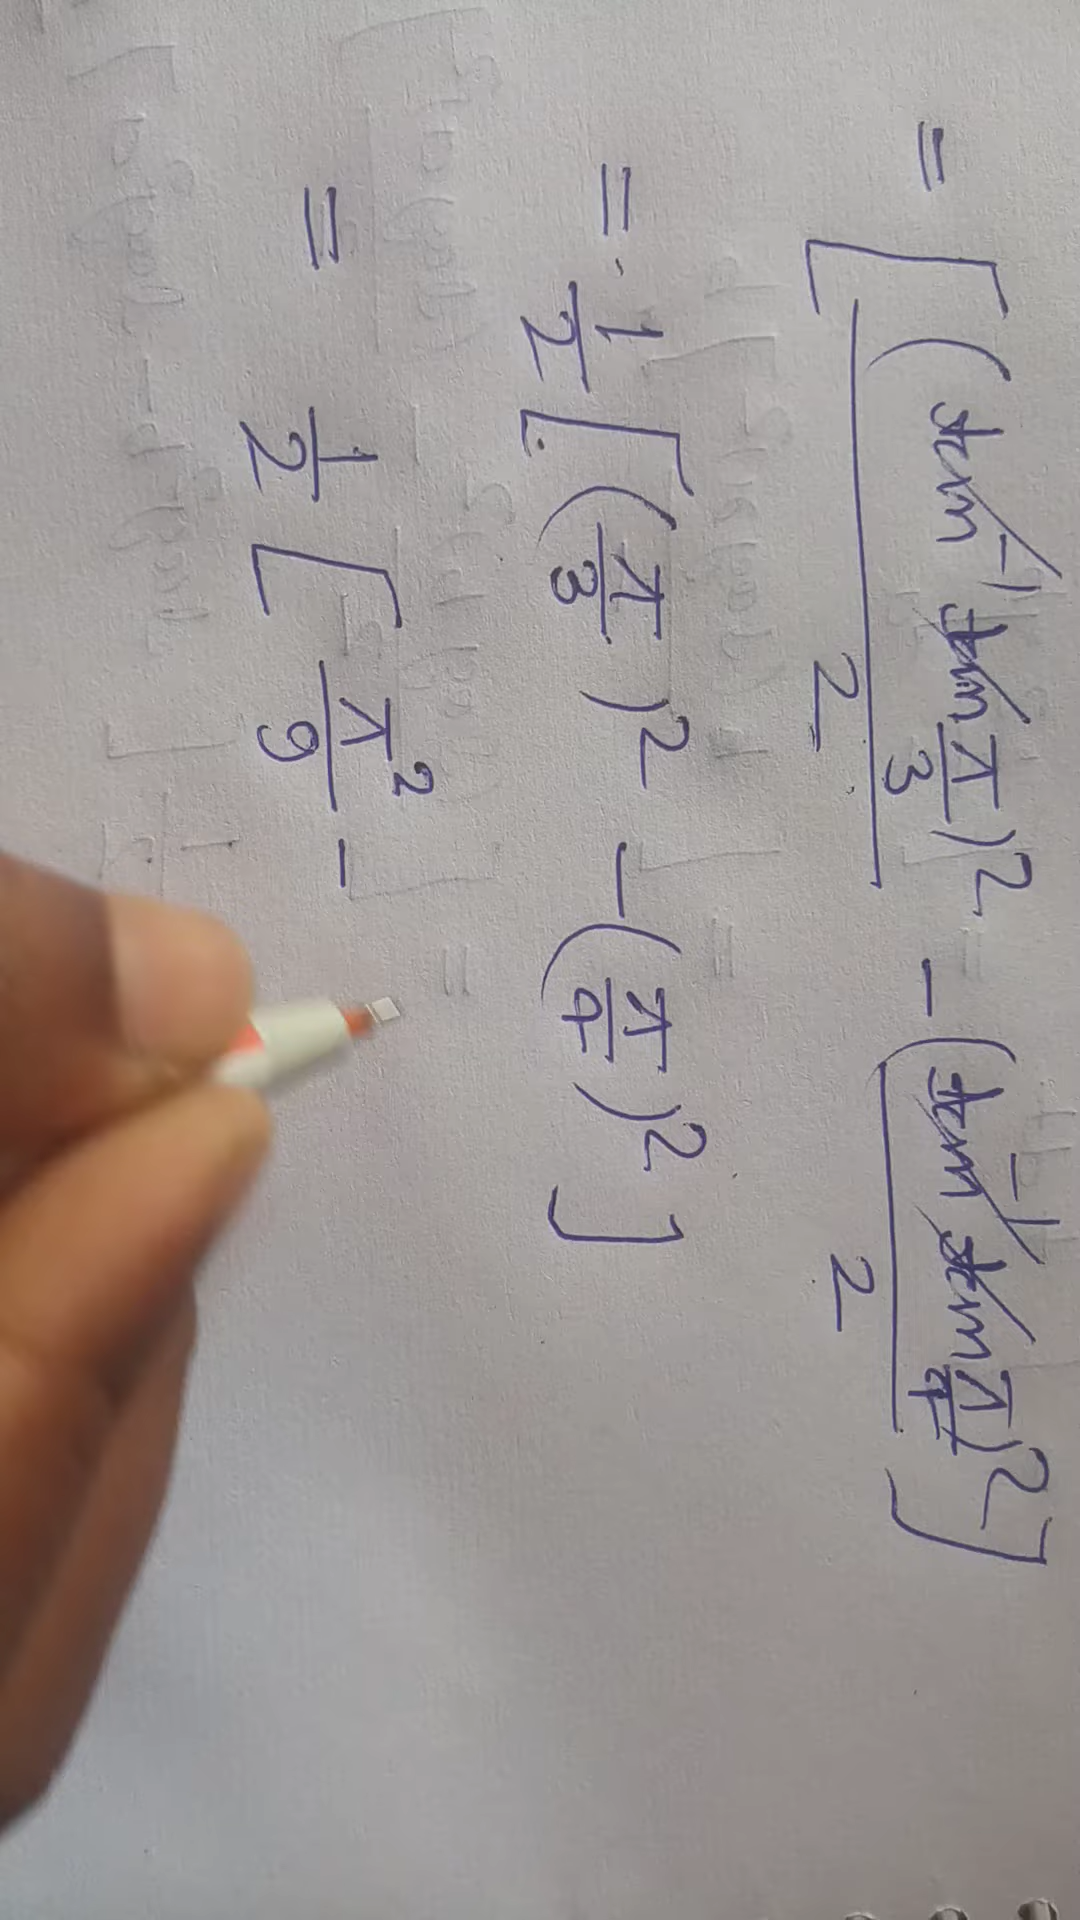 = [(tan⁻¹ tan π/3)²/2 - (tan⁻¹ tan π/4)²/2]
= 1/2 [(π/3)² - (π/4)²]
= 1/2 [π²/9 -